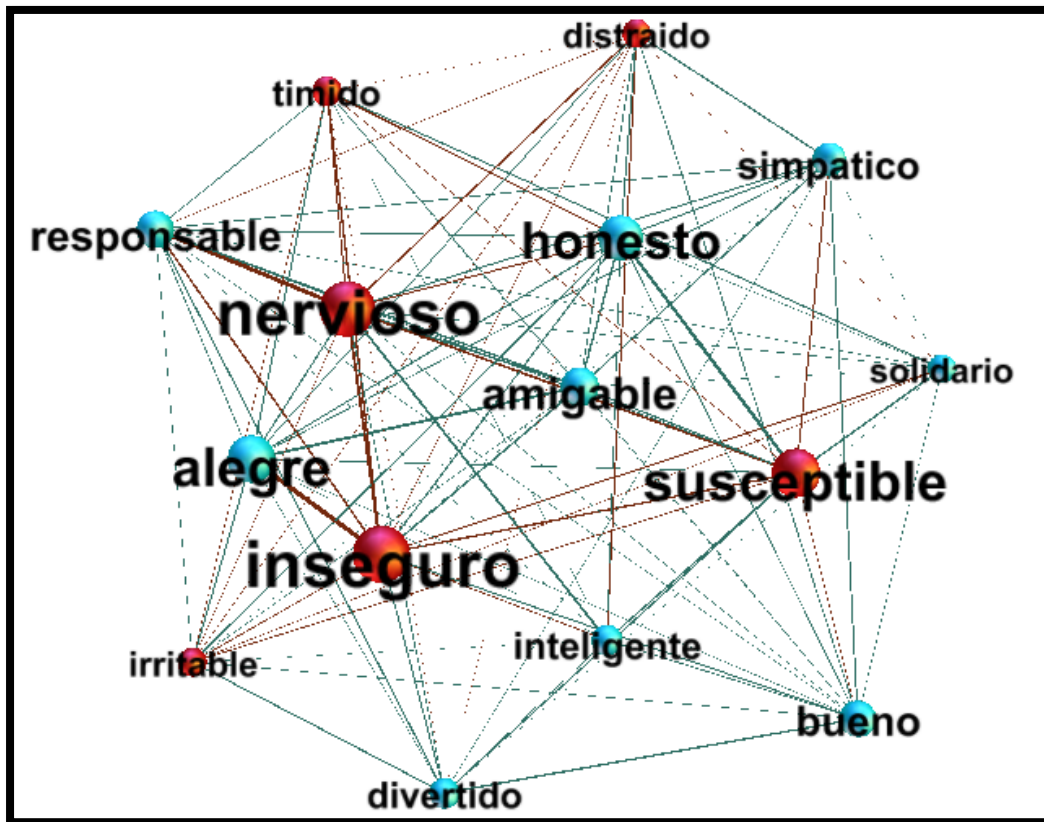 distraido
timido
simpatico
responsable
honesto
nervioso
solidario
amigable
alegre
susceptible
inseguro
inteligente
irritable
bueno
divertido